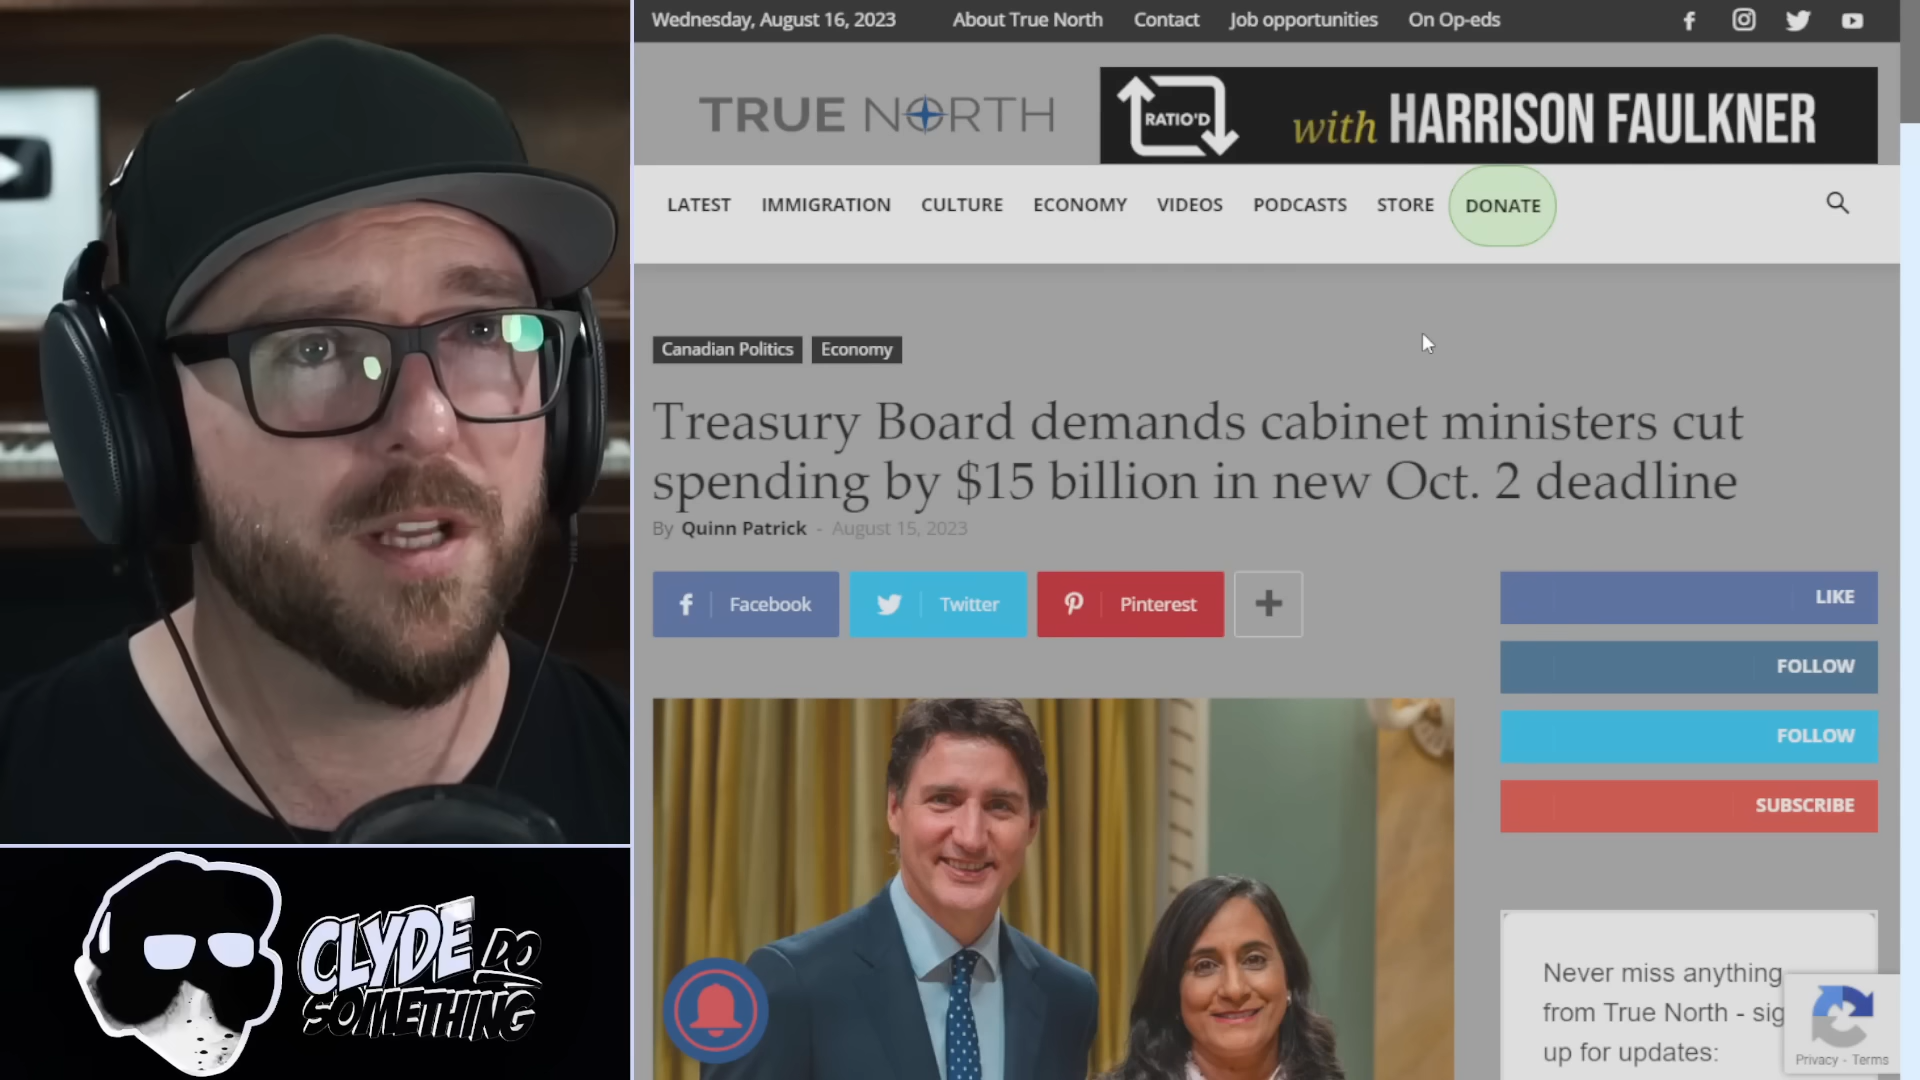 Wednesday, August 16, 2023 About True North Contact Job opportunities On Op-eds
TRUE NORTH
RATIO'D with HARRISON FAULKNER
LATEST IMMIGRATION CULTURE ECONOMY VIDEOS PODCASTS STORE DONATE
Canadian Politics Economy
Treasury Board demands cabinet ministers cut
spending by $15 billion in new Oct. 2 deadline
By Quinn Patrick - August 15, 2023
Facebook Twitter Pinterest
LIKE
FOLLOW
FOLLOW
SUBSCRIBE
Never miss anything
from True North - sig
up for updates:
Privacy - Terms
CLYDE DO
SOMETHING